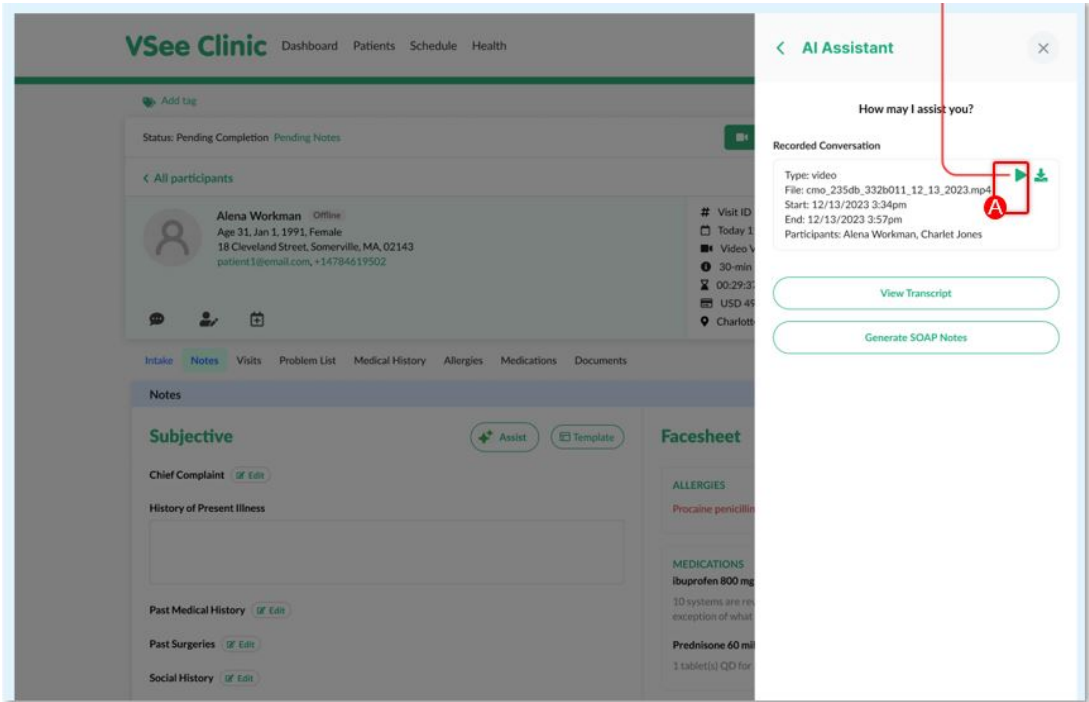 VSee Clinic Dashboard Patients Schedule Health
Add tag
Status: Pending Completion Pending Notes
All participants
Alena Workman Offline
Age 31, Jan 1, 1991, Female
18 Cleveland Street, Somerville, MA, 02143
patient1@email.com, +14784619502
# Visit ID
Today 1
Video V
30-min
00:29:37
USD 49
Charlott
Intake Notes Visits Problem List Medical History Allergies Medications Documents
Notes
Subjective
Assist
Template
Chief Complaint Edit
History of Present Illness
Past Medical History Edit
Past Surgeries Edit
Social History Edit
Facesheet
ALLERGIES
Procaine penicillin
MEDICATIONS
ibuprofen 800 mg
10 systems are rev
exception of what
Prednisone 60 mil
1 tablet(s) QD for
AI Assistant
How may I assist you?
Recorded Conversation
Type: video
File: cmo_235db_332b011_12_13_2023.mp4
Start: 12/13/2023 3:34pm
End: 12/13/2023 3:57pm
Participants: Alena Workman, Charlet Jones
A
View Transcript
Generate SOAP Notes